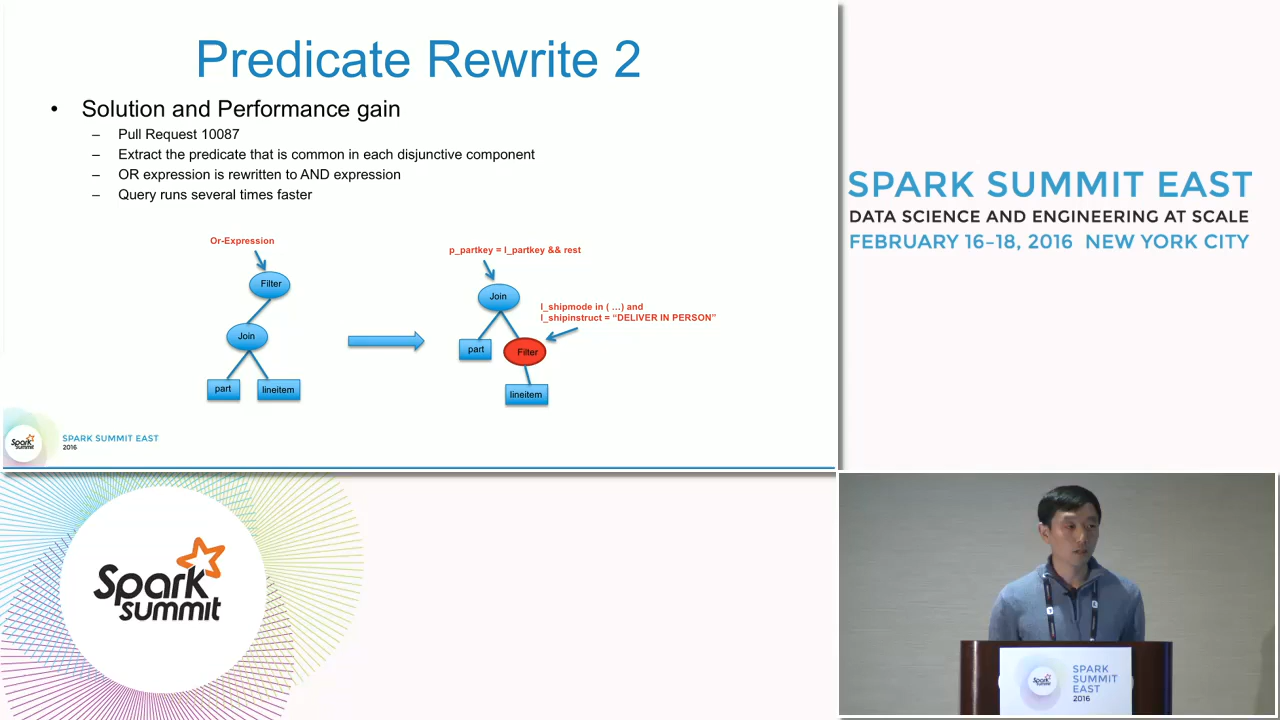 Predicate Rewrite 2
• Solution and Performance gain
– Pull Request 10087
– Extract the predicate that is common in each disjunctive component
– OR expression is rewritten to AND expression
– Query runs several times faster
Or-Expression
Filter
Join
part
lineitem
p_partkey = l_partkey && rest
Join
l_shipmode in ( ...) and
l_shipinstruct = “DELIVER IN PERSON”
part
Filter
lineitem
Spark
Summit
SPARK SUMMIT EAST
2016
SPARK SUMMIT EAST
DATA SCIENCE AND ENGINEERING AT SCALE
FEBRUARY 16–18, 2016 NEW YORK CITY
Spark
summit
SPARK
SUMMIT
EAST
2016